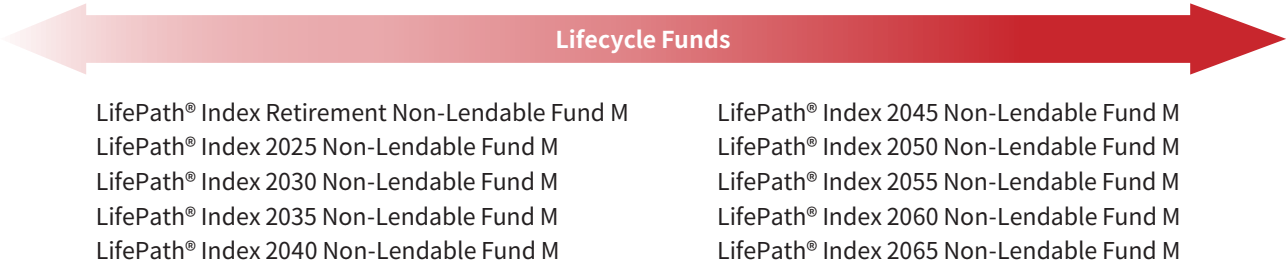 Lifecycle Funds
LifePath® Index Retirement Non-Lendable Fund M
LifePath® Index 2025 Non-Lendable Fund M
LifePath® Index 2030 Non-Lendable Fund M
LifePath® Index 2035 Non-Lendable Fund M
LifePath® Index 2040 Non-Lendable Fund M
LifePath® Index 2045 Non-Lendable Fund M
LifePath® Index 2050 Non-Lendable Fund M
LifePath® Index 2055 Non-Lendable Fund M
LifePath® Index 2060 Non-Lendable Fund M
LifePath® Index 2065 Non-Lendable Fund M